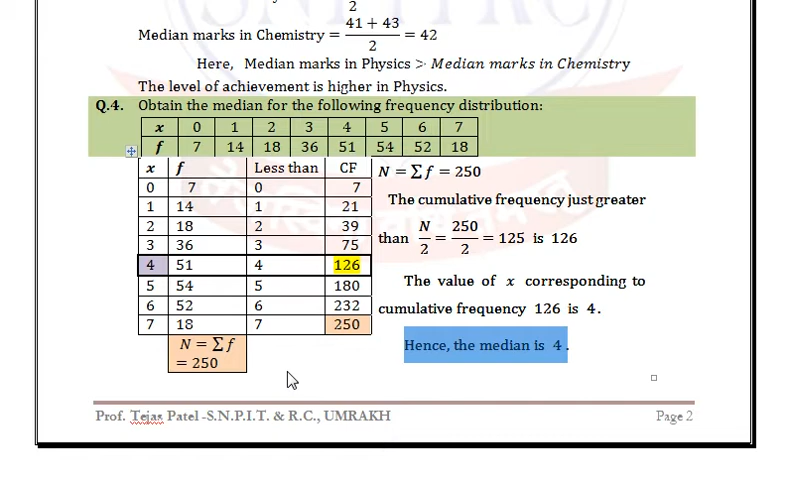 2
Median marks in Chemistry = 41 + 43 / 2 = 42
Here, Median marks in Physics > Median marks in Chemistry
The level of achievement is higher in Physics.
Q.4. Obtain the median for the following frequency distribution:
x 0 1 2 3 4 5 6 7
f 7 14 18 36 51 54 52 18
x f Less than CF
0 7 0 7
1 14 1 21
2 18 2 39
3 36 3 75
4 51 4 126
5 54 5 180
6 52 6 232
7 18 7 250
N = Σ f
= 250
N = Σ f = 250
The cumulative frequency just greater
than N/2 = 250/2 = 125 is 126
The value of x corresponding to
cumulative frequency 126 is 4.
Hence, the median is 4 .
Prof. Tejas Patel -S.N.P.I.T. & R.C., UMRAKH
Page 2